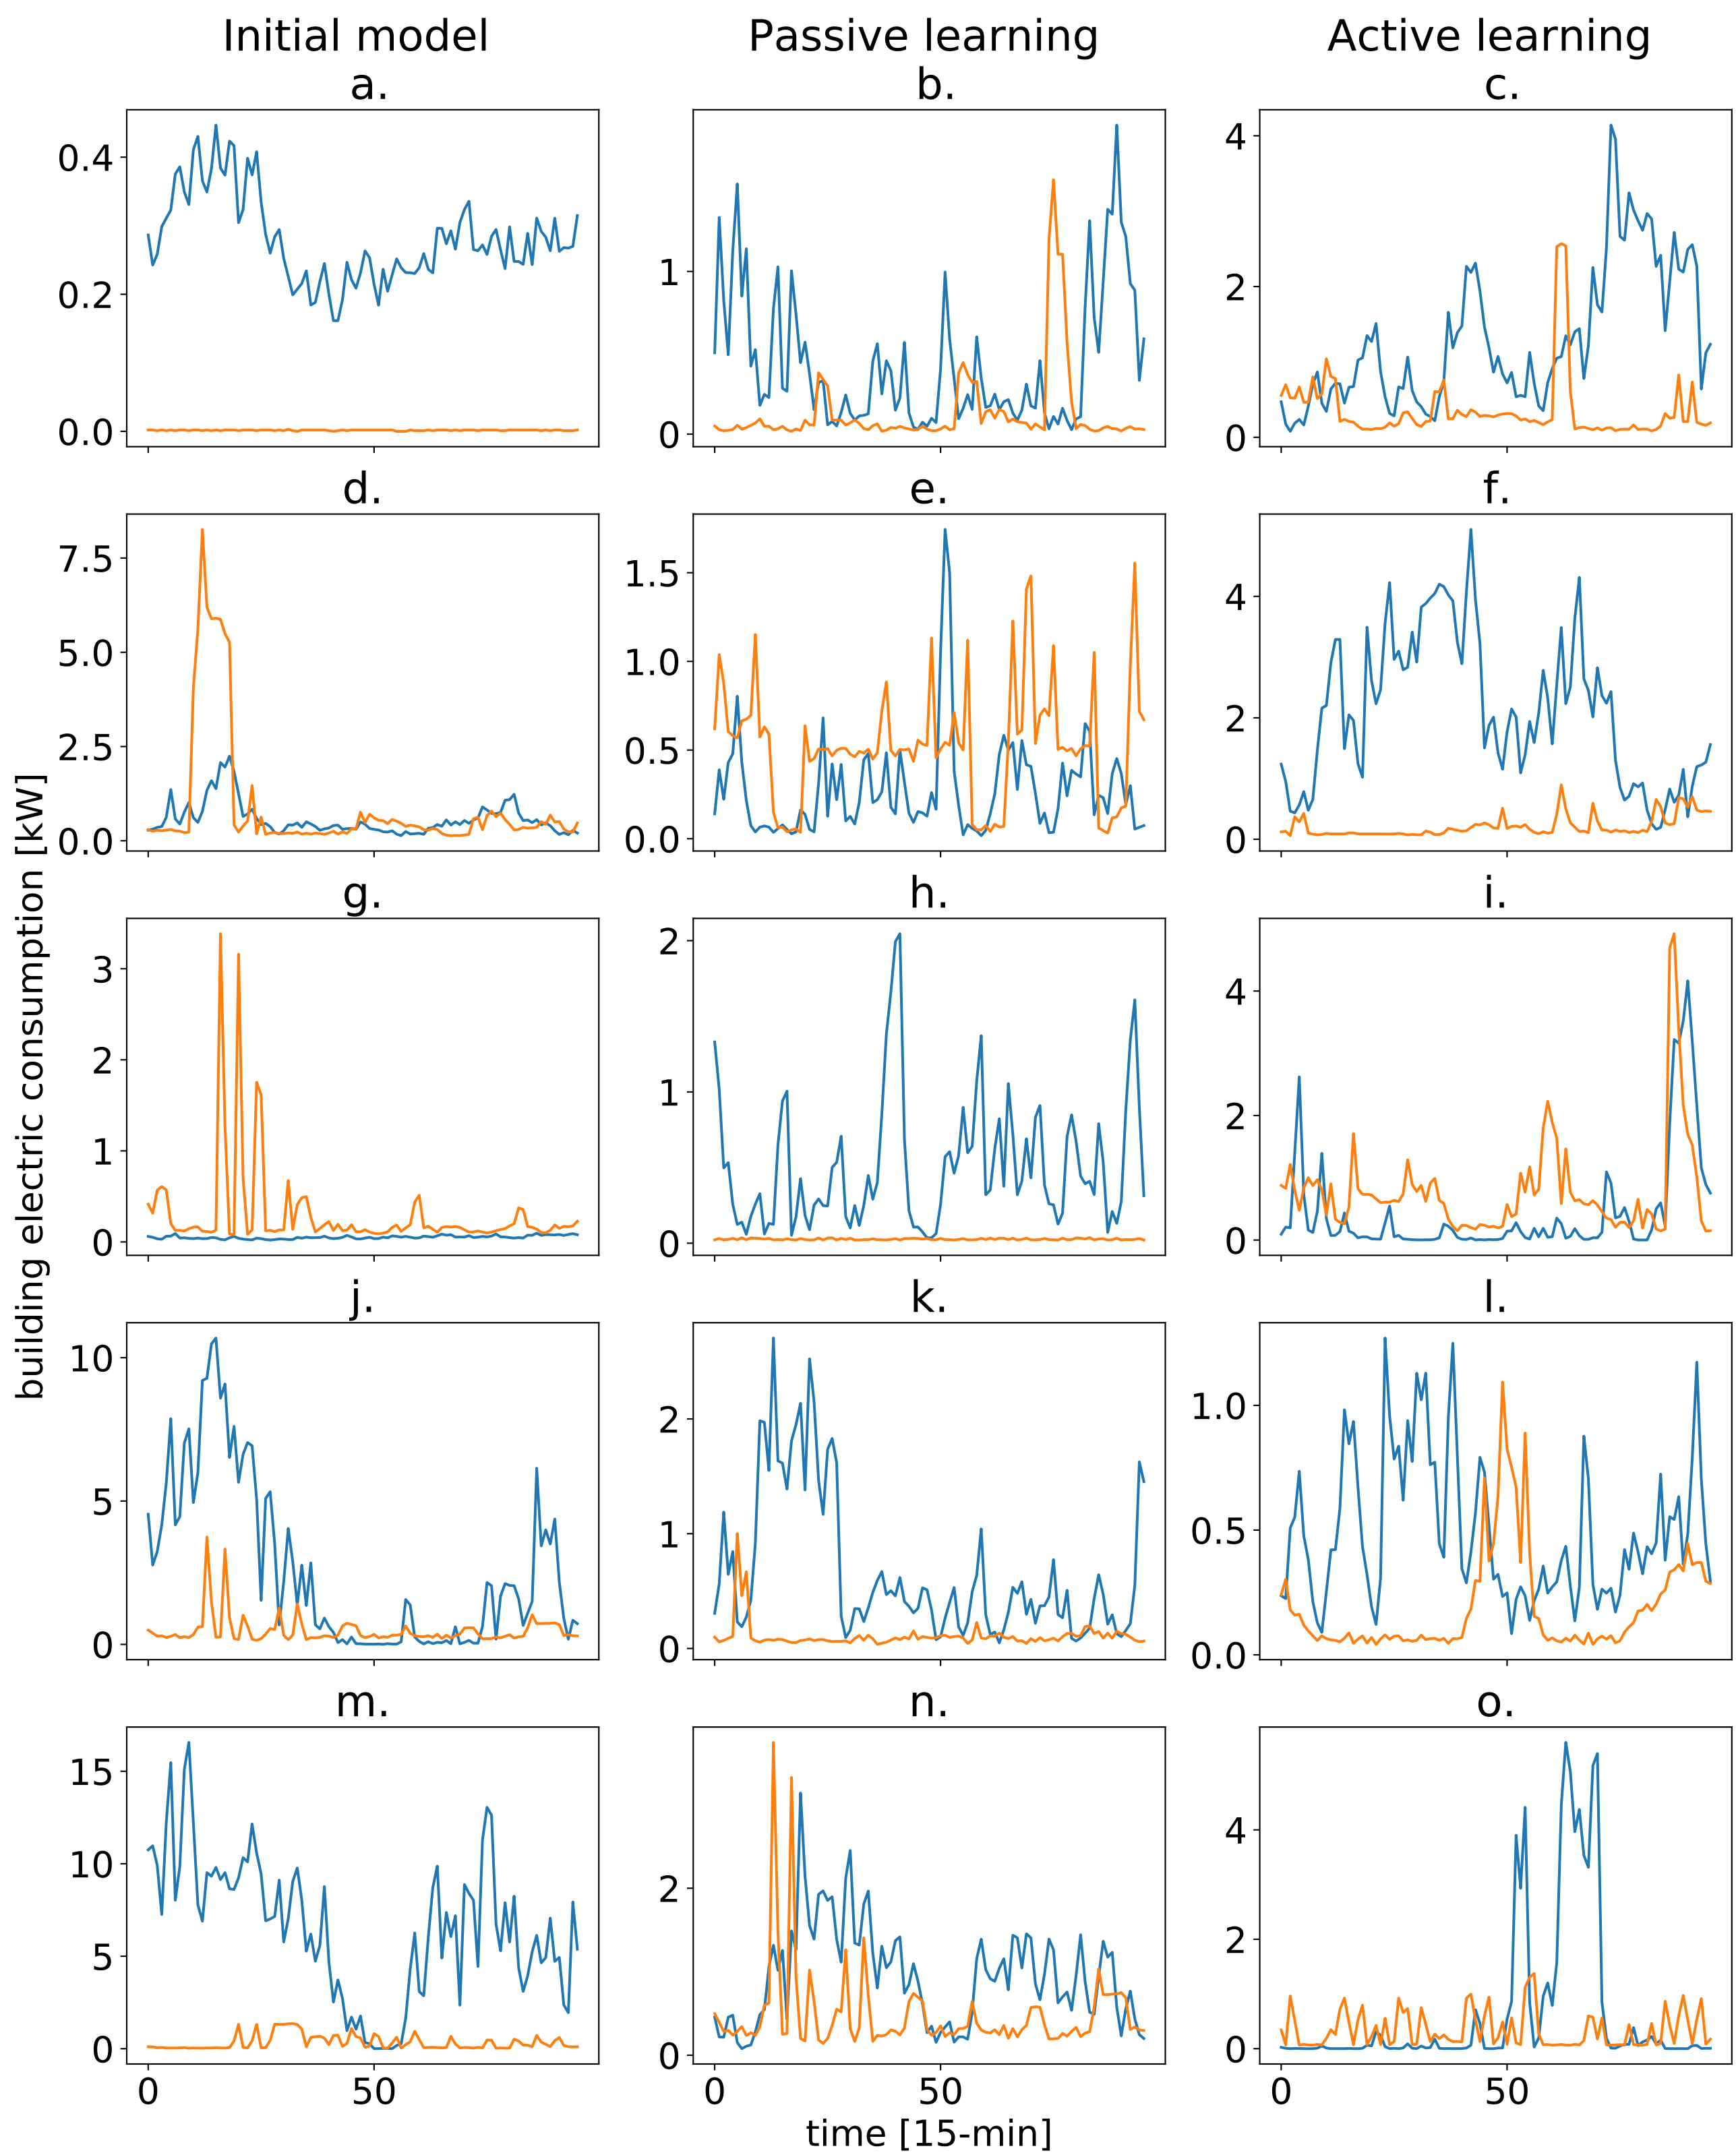 Initial model Passive learning Active learning
a. b. c.
0.4 1 4
0.2 2
0.0 0 0
d. e. f.
7.5 1.5 4
5.0 1.0 2
2.5 0.5
0.0 0.0 0
building electric consumption [kW]
g. h. i.
3 2 4
2 1 2
1
0 0 0
j. k. l.
10 2 1.0
5 1 0.5
0 0 0.0
m. n. o.
15 2 4
10 2
5
0 0 0
0 50 0 50 0 50
time [15-min]